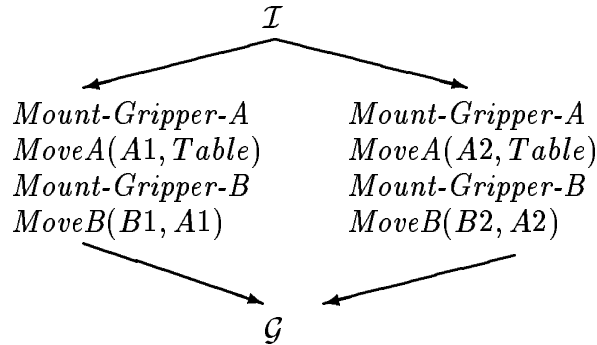 ℐ
Mount-Gripper-A
MoveA(A1, Table)
Mount-Gripper-B
MoveB(B1, A1)
Mount-Gripper-A
MoveA(A2, Table)
Mount-Gripper-B
MoveB(B2, A2)
𝒢